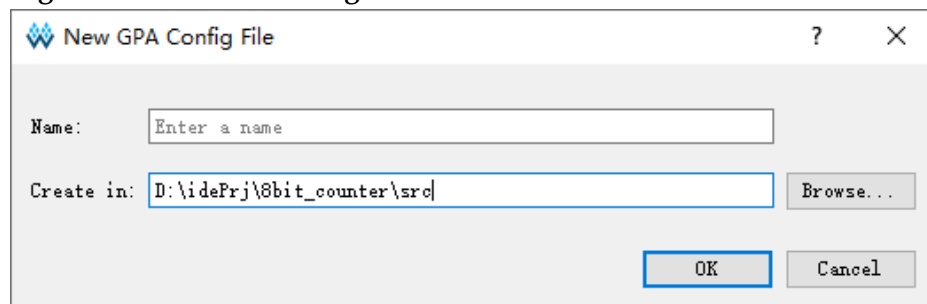 New GPA Config File ? ×
Name: Enter a name
Create in: D:\idePrj\8bit_counter\src Browse...
OK Cancel